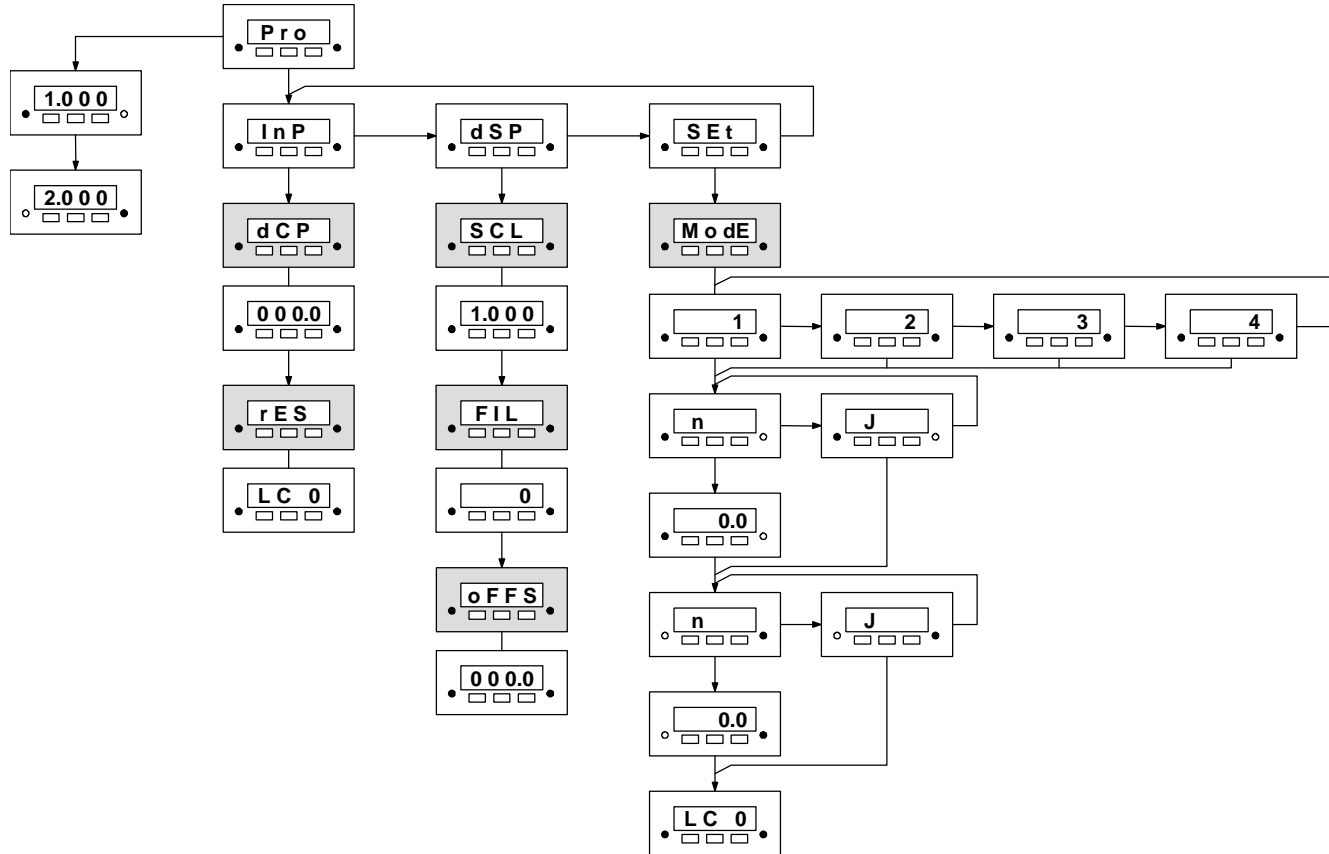 Pro
1.000
InP
dSP
SEt
2.000
dCP
SCL
ModE
000.0
1.000
1
2
3
4
rES
FIL
n
J
LC 0
0
0.0
oFFS
n
J
000.0
0.0
LC 0